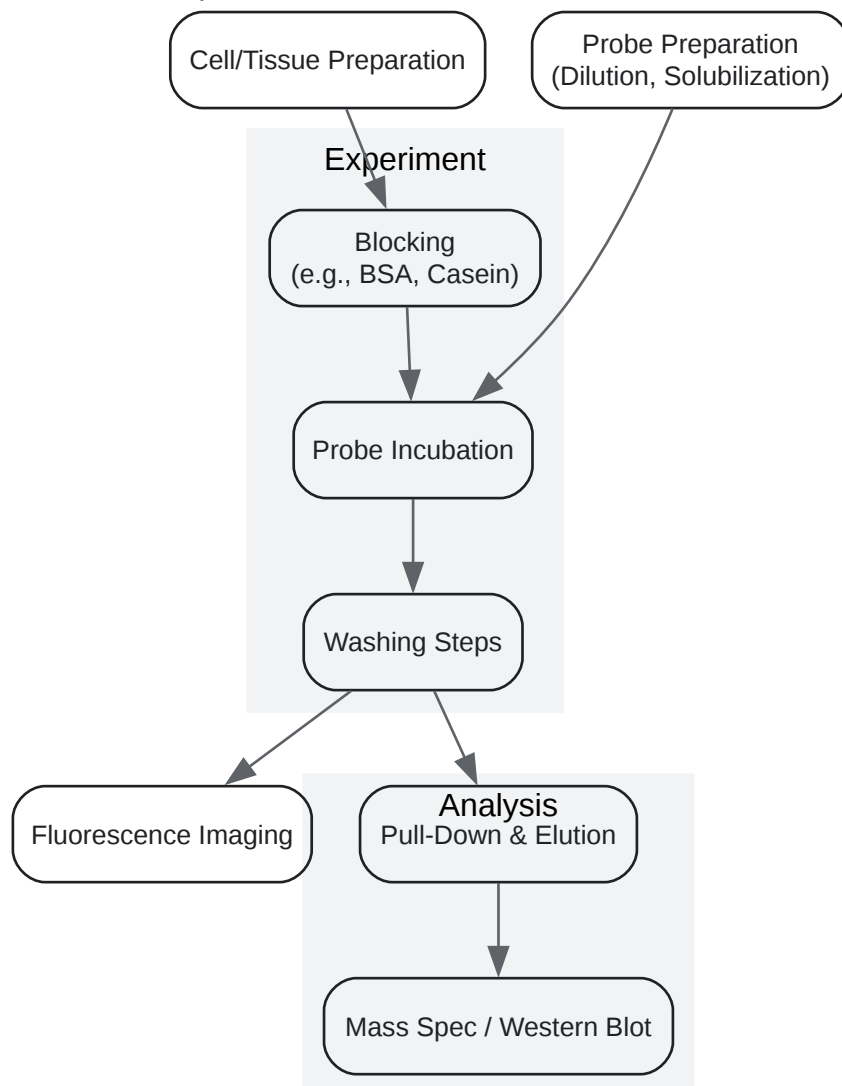 Cell/Tissue Preparation
Probe Preparation
(Dilution, Solubilization)
Experiment
Blocking
(e.g., BSA, Casein)
Probe Incubation
Washing Steps
Fluorescence Imaging
Analysis
Pull-Down & Elution
Mass Spec / Western Blot